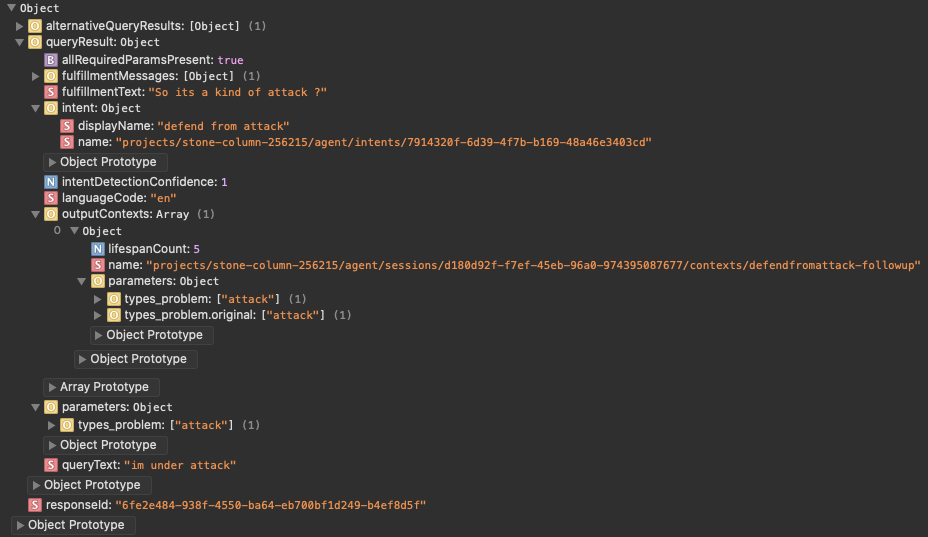 Object
O alternativeQueryResults: [Object] (1)
O queryResult: Object
B allRequiredParamsPresent: true
O fulfillmentMessages: [Object] (1)
S fulfillmentText: "So its a kind of attack ?"
O intent: Object
S displayName: "defend from attack"
S name: "projects/stone-column-256215/agent/intents/7914320f-6d39-4f7b-b169-48a46e3403cd"
Object Prototype
N intentDetectionConfidence: 1
S languageCode: "en"
O outputContexts: Array (1)
0 Object
N lifespanCount: 5
S name: "projects/stone-column-256215/agent/sessions/d180d92f-f7ef-45eb-96a0-974395087677/contexts/defendfromattack-followup"
O parameters: Object
O types_problem: ["attack"] (1)
O types_problem.original: ["attack"] (1)
Object Prototype
Object Prototype
Array Prototype
O parameters: Object
O types_problem: ["attack"] (1)
Object Prototype
S queryText: "im under attack"
Object Prototype
S responseId: "6fe2e484-938f-4550-ba64-eb700bf1d249-b4ef8d5f"
Object Prototype